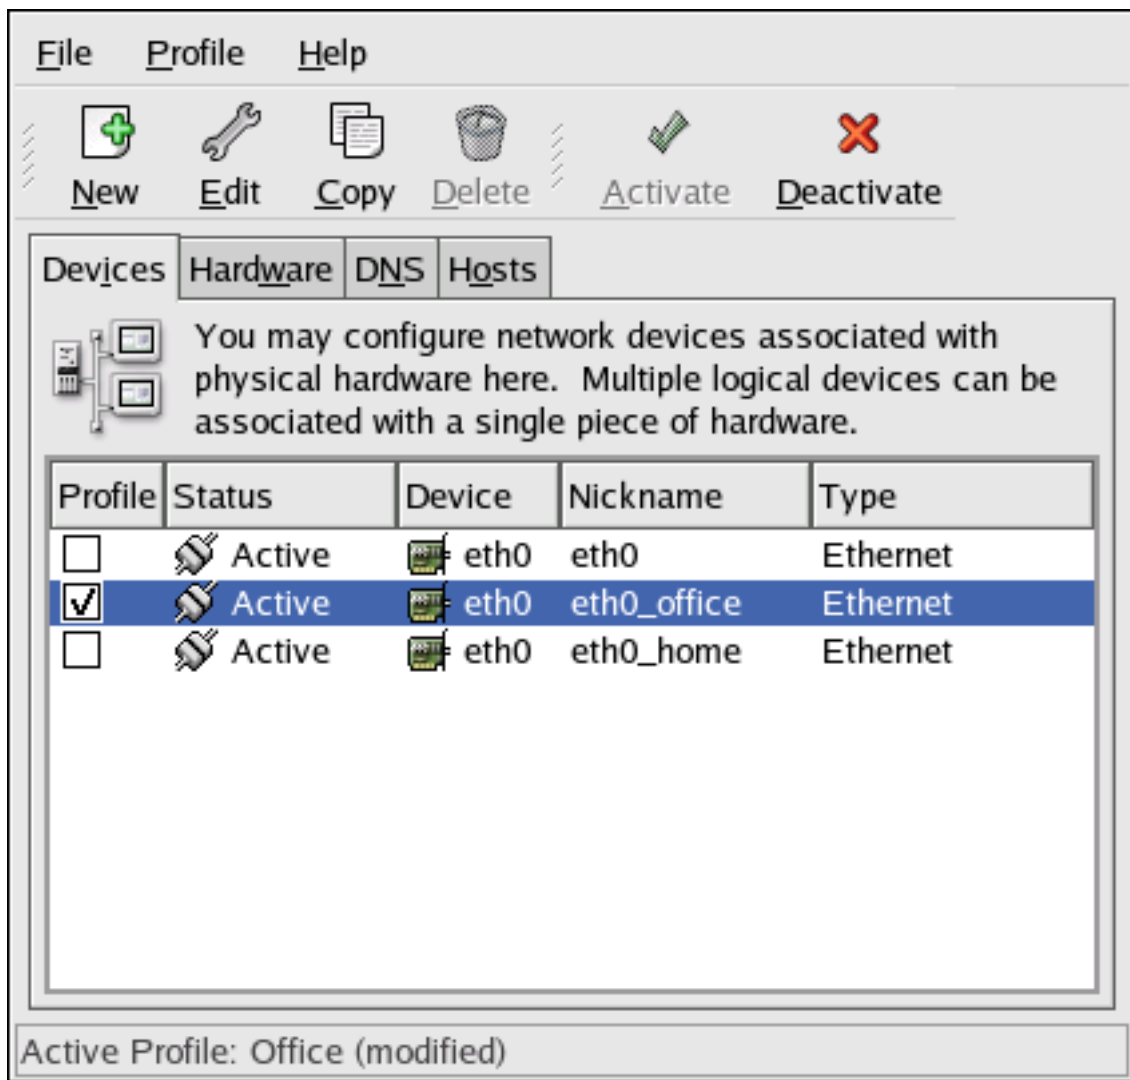 File Profile Help
New Edit Copy Delete Activate Deactivate
Devices Hardware DNS Hosts
You may configure network devices associated with
physical hardware here. Multiple logical devices can be
associated with a single piece of hardware.
Profile Status Device Nickname Type
Active eth0 eth0 Ethernet
Active eth0 eth0_office Ethernet
Active eth0 eth0_home Ethernet
Active Profile: Office (modified)